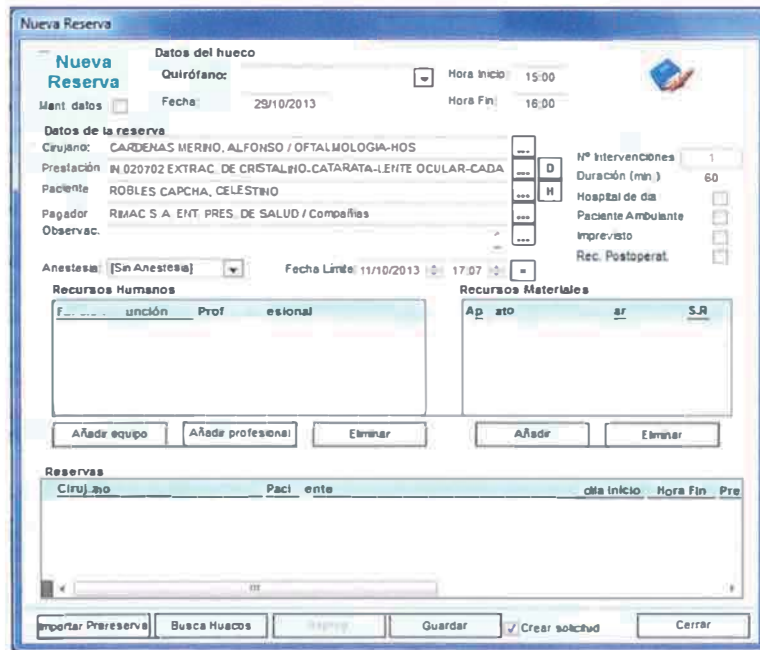 Nueva Reserva
Nueva Reserva
Datos del hueco
Quirófano:
Hora Inicio: 15:00
Mant. datos
Fecha: 29/10/2013
Hora Fin: 16:00
Datos de la reserva
Cirujano: CARDENAS MERINO, ALFONSO / OFTALMOLOGIA-HOS ...
Prestación IN.020702 EXTRAC. DE CRISTALINO-CATARATA-LENTE OCULAR-CADA ... D
Paciente ROBLES CAPCHA, CELESTINO ... H
Pagador RIMAC S.A. ENT. PRES. DE SALUD / Compañias ...
Observac. ...
Nº Intervenciones 1
Duración (min.) 60
Hospital de dia
Paciente Ambulante
Imprevisto
Rec. Postoperat.
Anestesia: [Sin Anestesia]
Fecha Límite 11/10/2013 17:07 =
Recursos Humanos
unción Prof esional
Recursos Materiales
Ap ato ar S.R
Añadir equipo Añadir profesional Eliminar
Añadir Eliminar
Reservas
Ciruj no Paci ente Inicio Hora Fin Pre
Importar Prereserva Busca Huecos Guardar Crear solicitud Cerrar